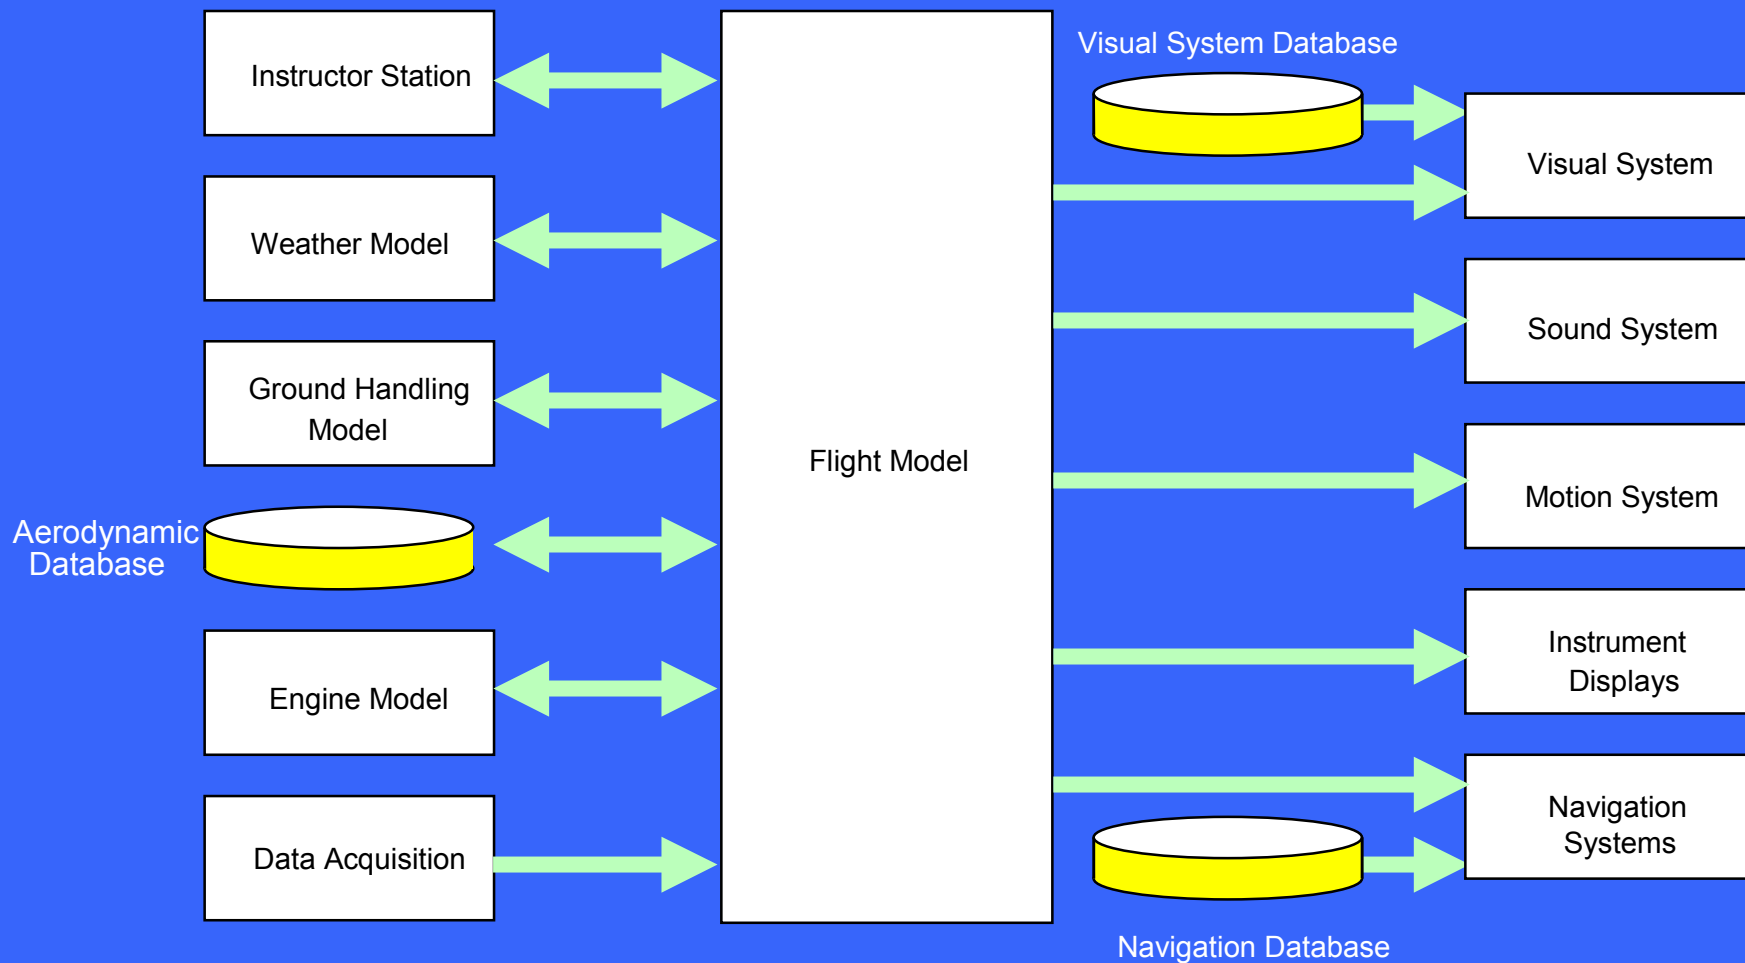 Instructor Station
Weather Model
Ground Handling
Model
Aerodynamic
Database
Engine Model
Data Acquisition
Flight Model
Visual System Database
Visual System
Sound System
Motion System
Instrument
Displays
Navigation
Systems
Navigation Database